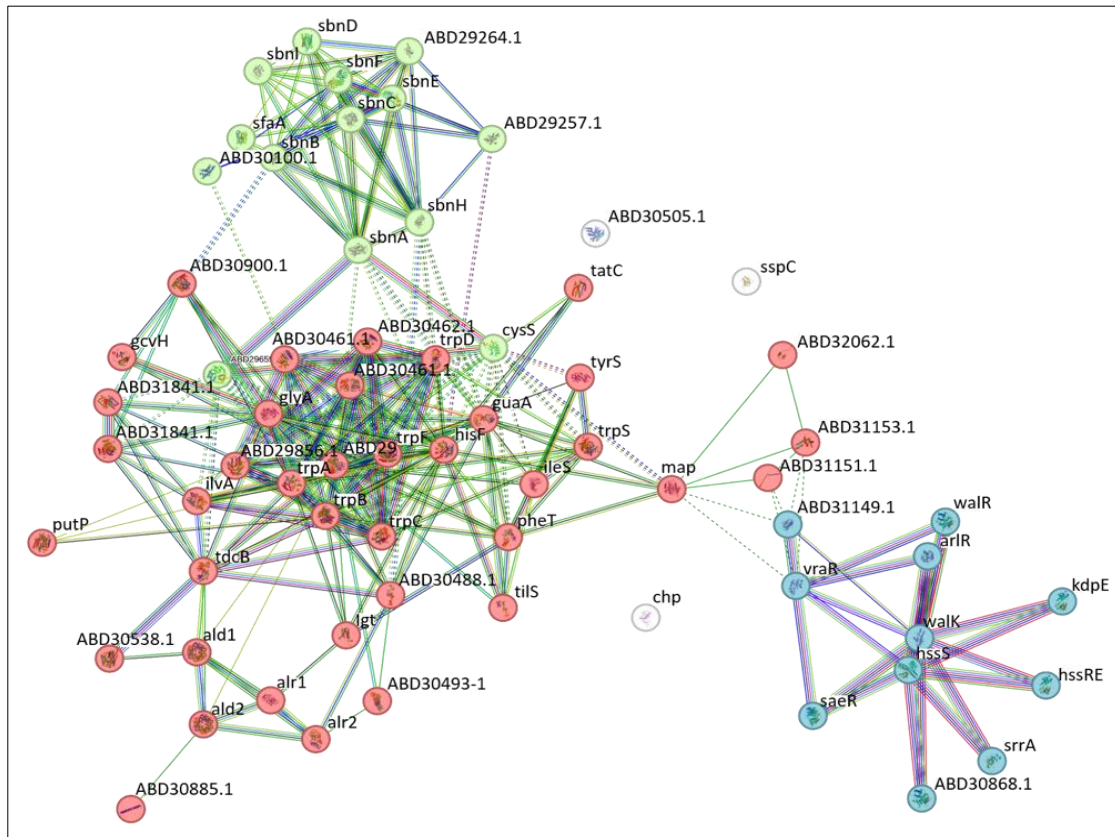 sbnD
ABD29264.1
sbnI
sbnF
sbnE
sbnC
sfaA
ABD29257.1
sbnB
ABD30100.1
sbnH
ABD30505.1
sbnA
ABD30900.1
tatC
sspC
ABD30462.1
cysS
gcvH
ABD30461.1
trpD
ABD32062.1
ABD2965
ABD30461.1
tyrS
ABD31841.1
glyA
guaA
ABD31841.1
trpF
hisF
trpS
ABD31153.1
ABD29856.1
ABD29
ileS
map
ABD31151.1
ilvA
trpA
trpB
ABD31149.1
walR
putP
trpC
pheT
arlR
tdcB
vraR
kdpE
ABD30488.1
tilS
chp
walK
lgt
hssS
ABD30538.1
ald1
hssRE
alr1
ABD30493-1
saeR
ald2
alr2
srrA
ABD30885.1
ABD30868.1